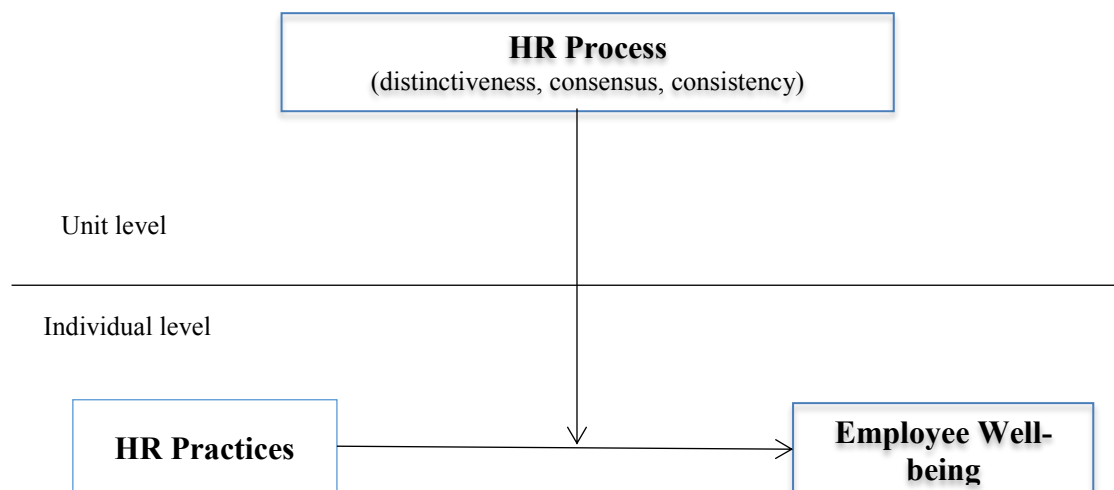 HR Process
(distinctiveness, consensus, consistency)
Unit level
Individual level
HR Practices
Employee Well-
being